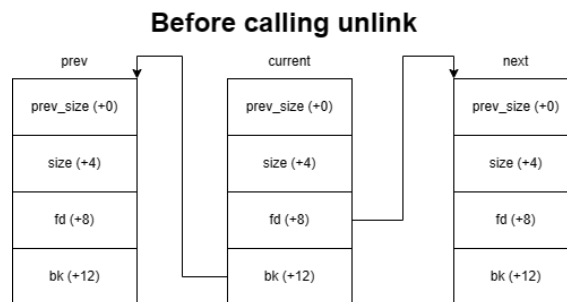 Before calling unlink
prev
current
next
prev_size (+0)
prev_size (+0)
prev_size (+0)
size (+4)
size (+4)
size (+4)
fd (+8)
fd (+8)
fd (+8)
bk (+12)
bk (+12)
bk (+12)